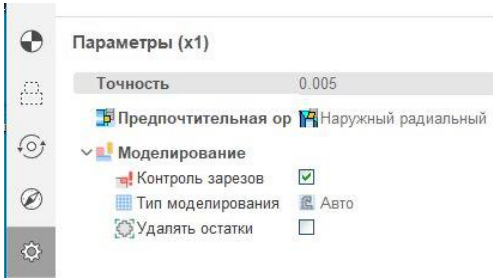 Параметры (x1)
Точность 0.005
Предпочтительная ор Наружный радиальный
Моделирование
Контроль зарезов
Тип моделирования Авто
Удалять остатки